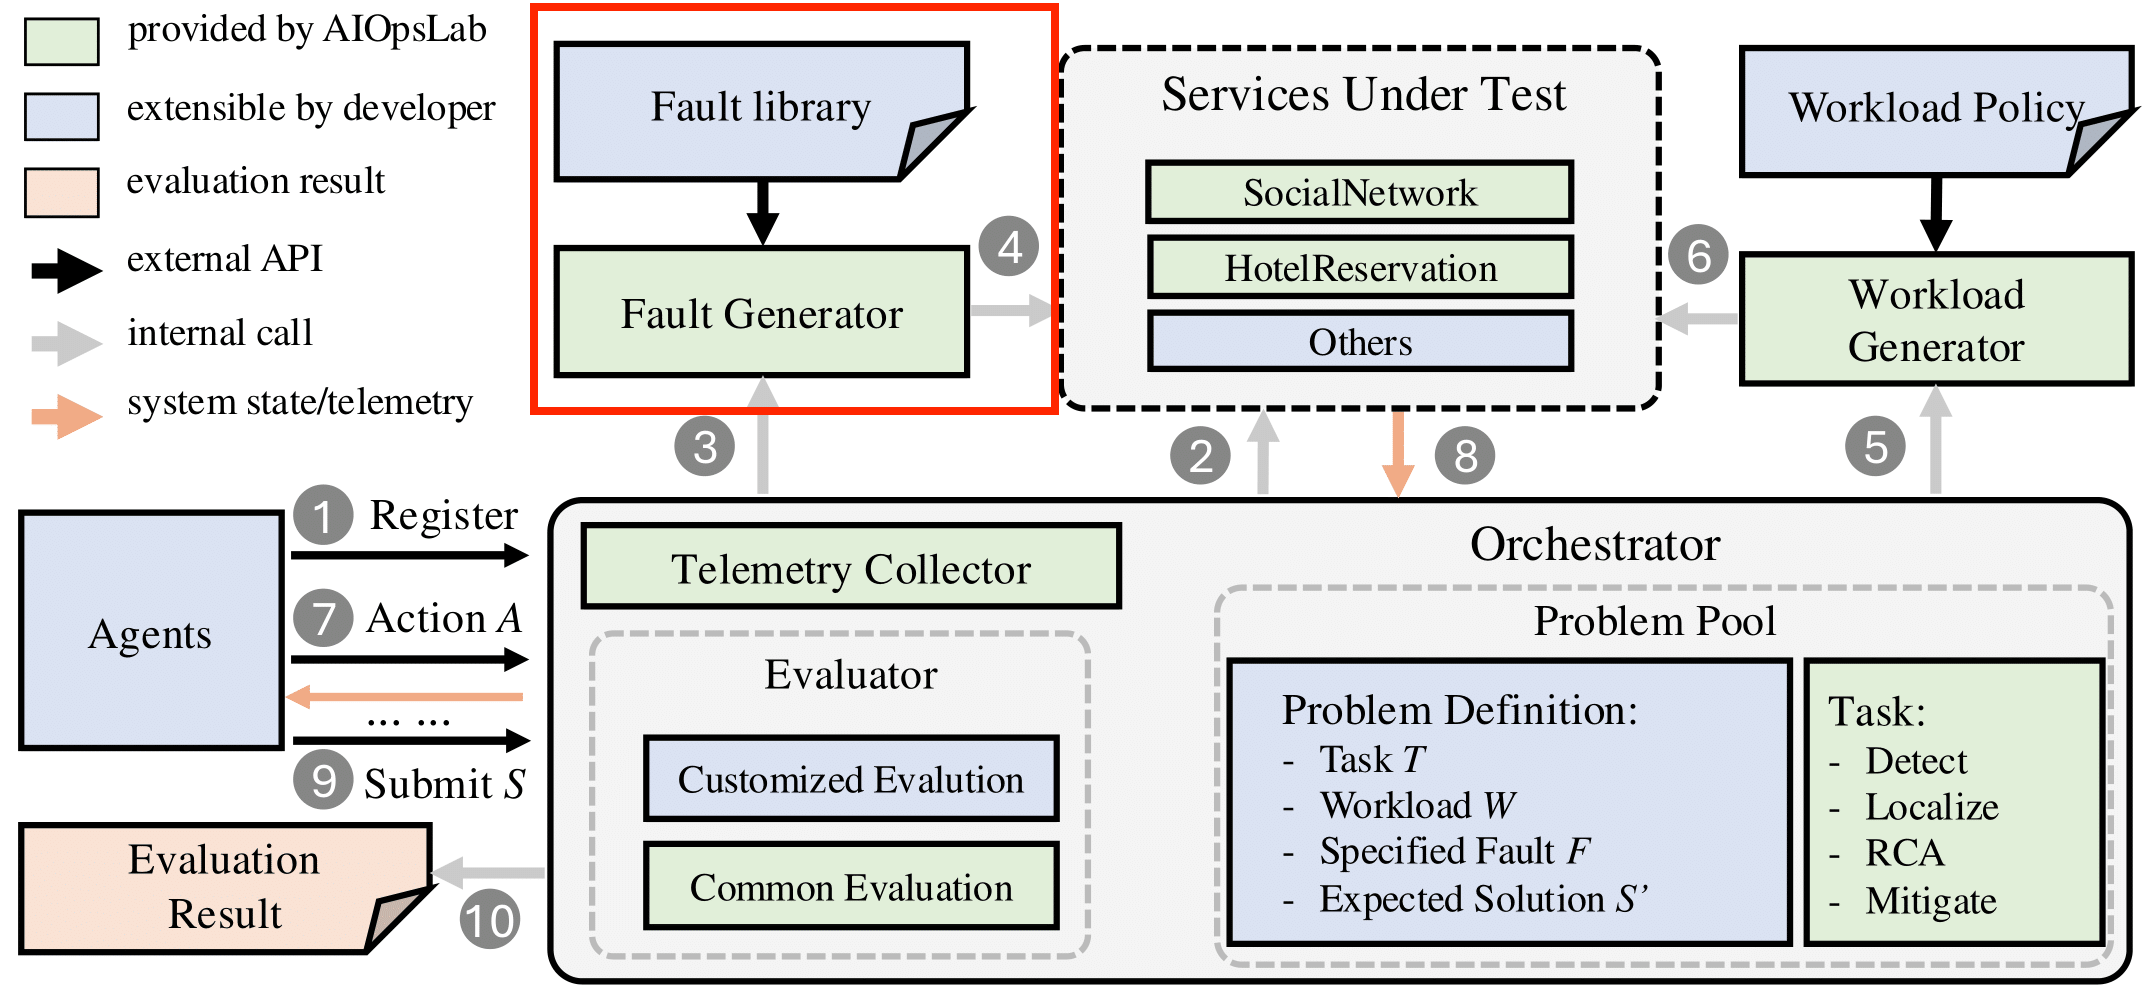 provided by AIOpsLab
extensible by developer
evaluation result
external API
internal call
system state/telemetry
Fault library
Fault Generator
4
3
Services Under Test
SocialNetwork
HotelReservation
Others
Workload Policy
6
Workload
Generator
2
8
5
Agents
1 Register
7 Action A
... ...
9 Submit S
Evaluation
Result
10
Orchestrator
Telemetry Collector
Evaluator
Customized Evalution
Common Evaluation
Problem Pool
Problem Definition:
- Task T
- Workload W
- Specified Fault F
- Expected Solution S’
Task:
- Detect
- Localize
- RCA
- Mitigate